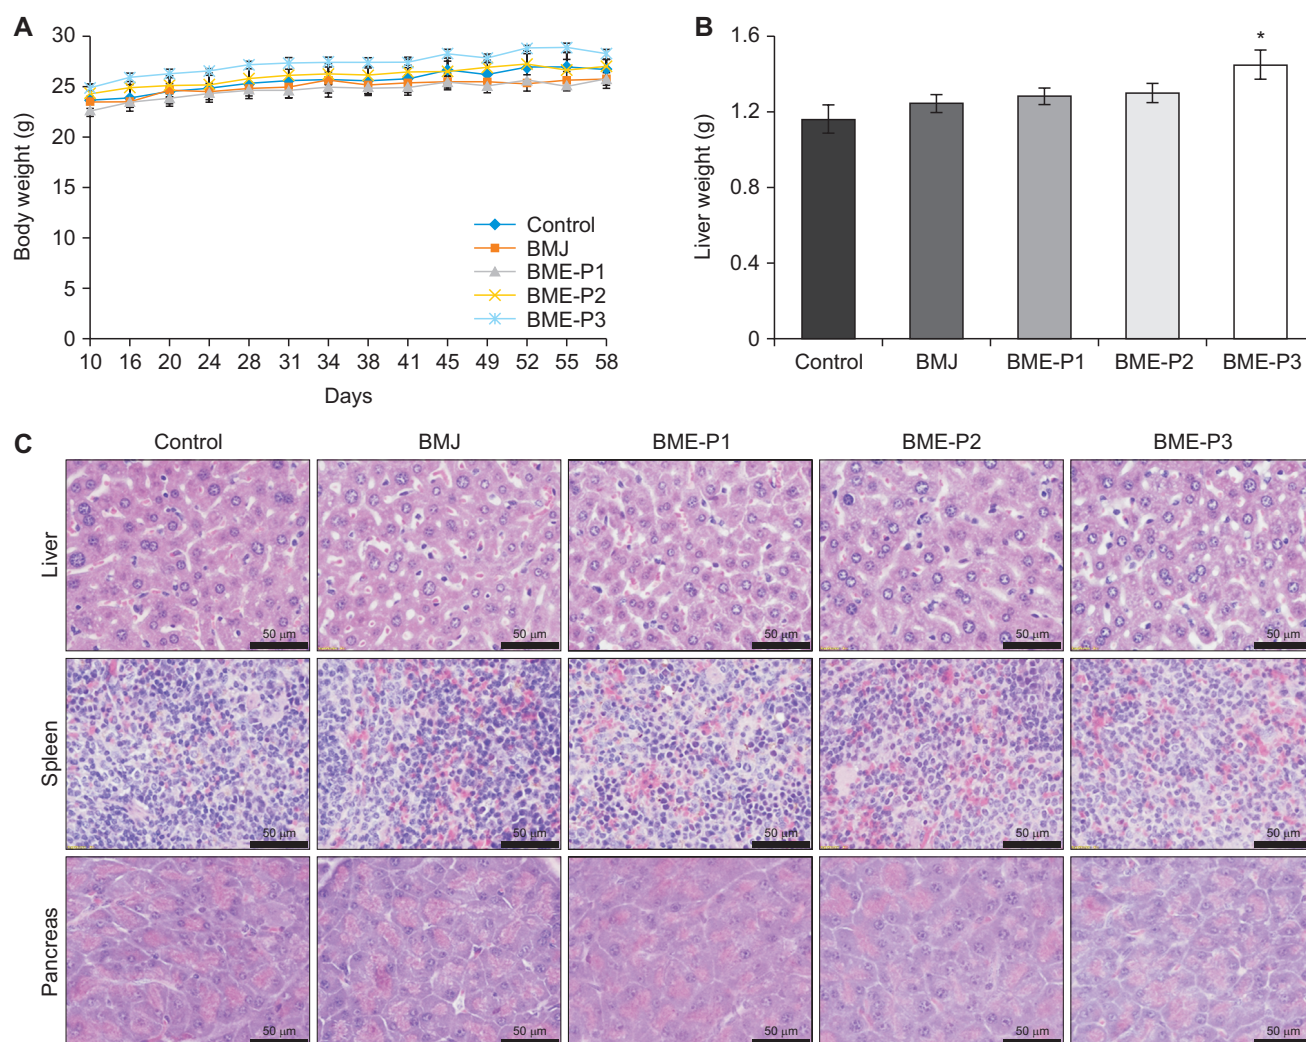 A
30
25
20
15
10
5
0
Body weight (g)
10 16 20 24 28 31 34 38 41 45 49 52 55 58
Days
Control
BMJ
BME-P1
BME-P2
BME-P3
B
1.6
1.2
0.8
0.4
0
Liver weight (g)
*
Control BMJ BME-P1 BME-P2 BME-P3
C
Control BMJ BME-P1 BME-P2 BME-P3
Liver
50 μm 50 μm 50 μm 50 μm 50 μm
Spleen
50 μm 50 μm 50 μm 50 μm 50 μm
Pancreas
50 μm 50 μm 50 μm 50 μm 50 μm